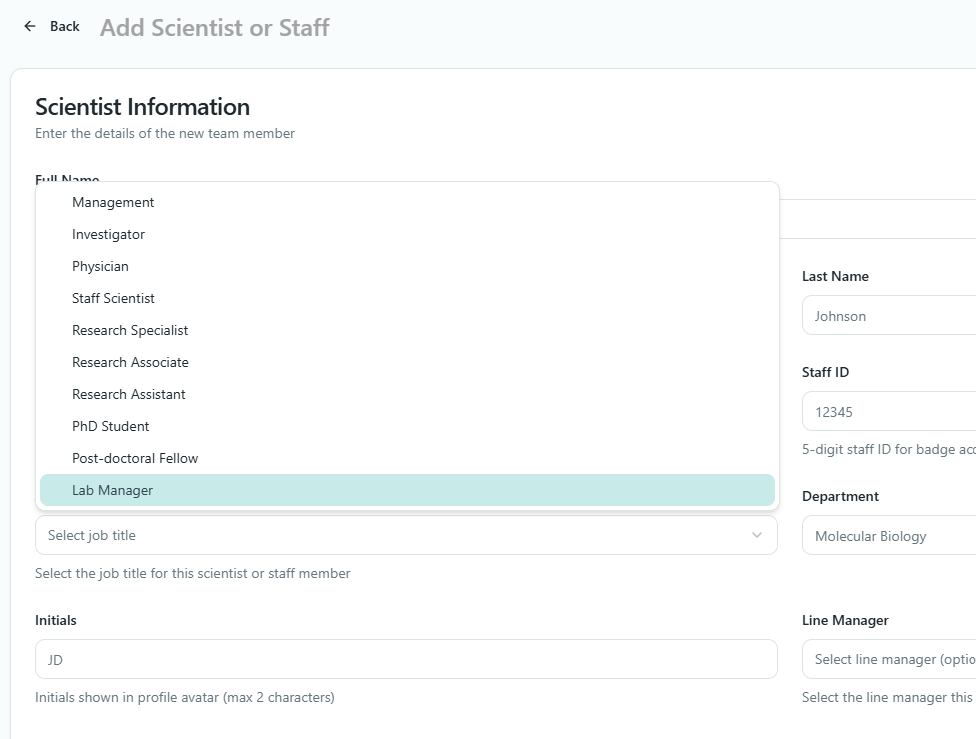 Back Add Scientist or Staff
Scientist Information
Enter the details of the new team member
Full Name
Management
Investigator
Physician
Staff Scientist
Research Specialist
Research Associate
Research Assistant
PhD Student
Post-doctoral Fellow
Lab Manager
Last Name
Johnson
Staff ID
12345
5-digit staff ID for badge acc
Department
Molecular Biology
Select job title
Select the job title for this scientist or staff member
Initials
JD
Initials shown in profile avatar (max 2 characters)
Line Manager
Select line manager (optio
Select the line manager this